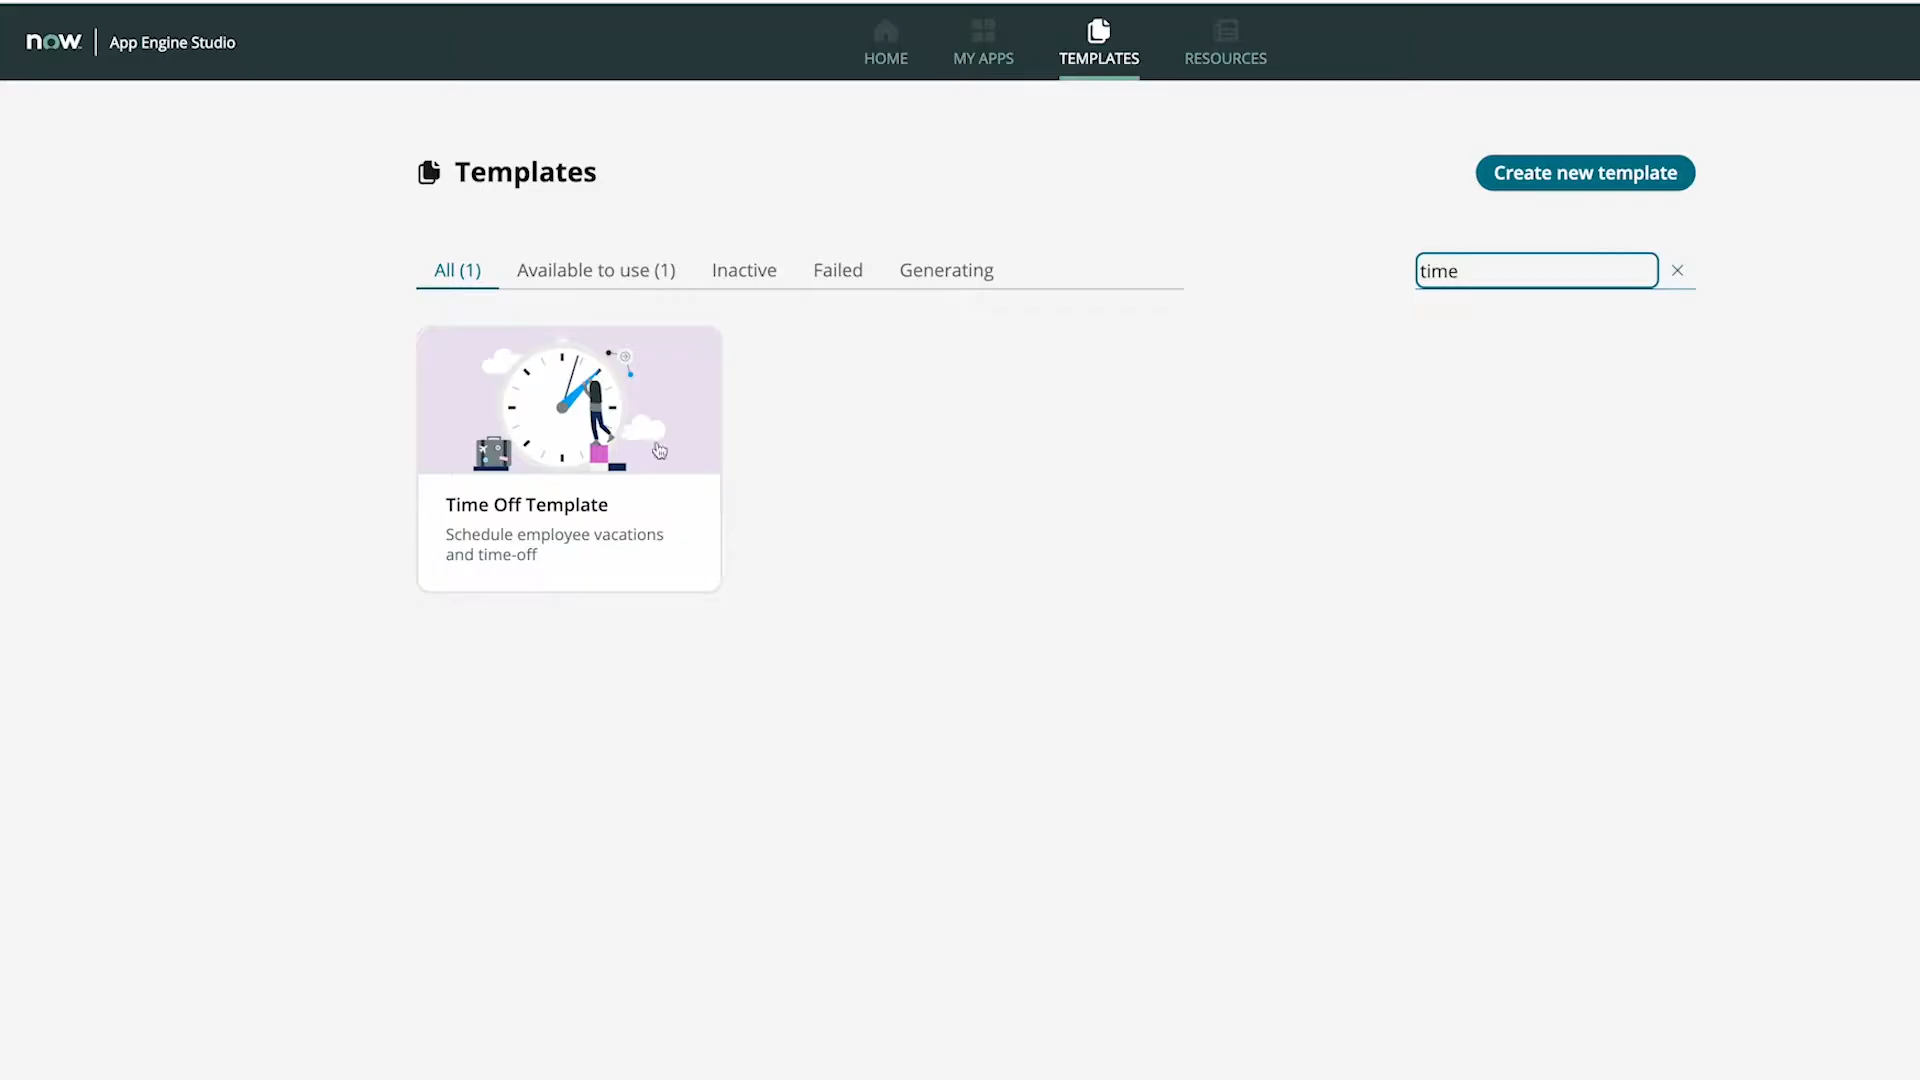 now
App Engine Studio
HOME
MY APPS
TEMPLATES
RESOURCES
Templates
Create new template
All (1)
Available to use (1)
Inactive
Failed
Generating
time
Time Off Template
Schedule employee vacations
and time-off